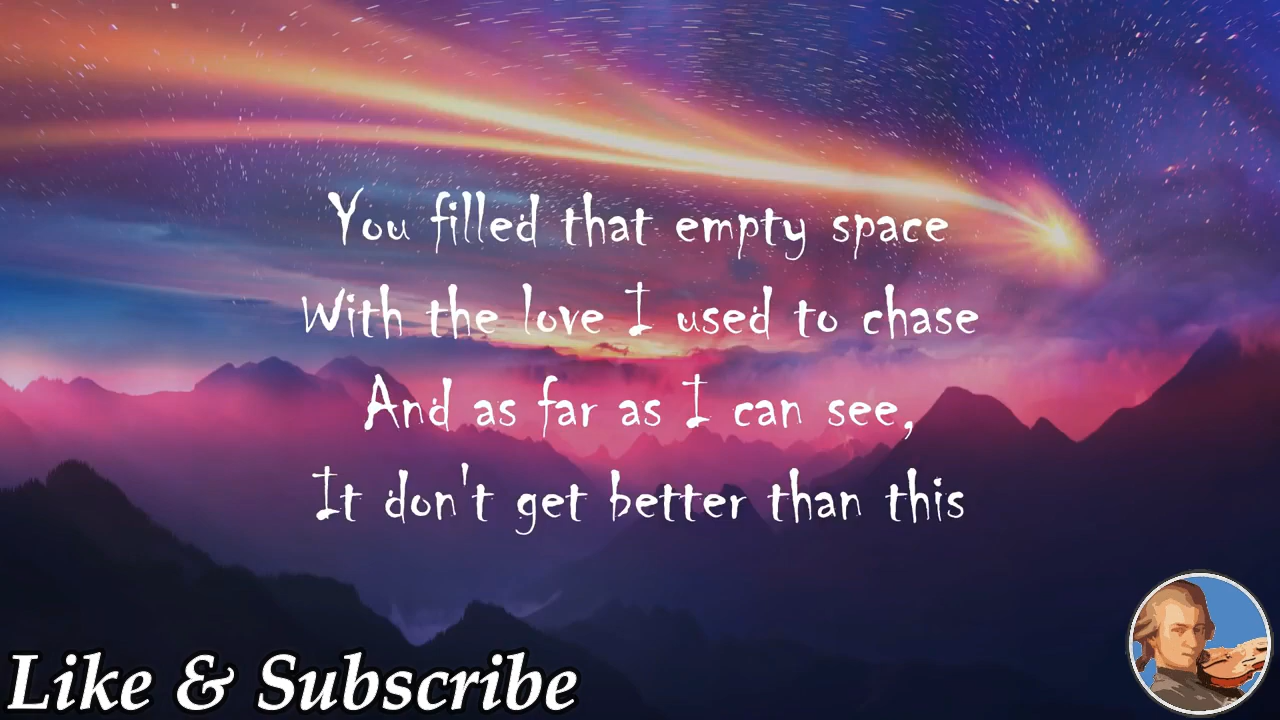 You filled that empty space
With the love I used to chase
And as far as I can see,
It don't get better than this
Like & Subscribe